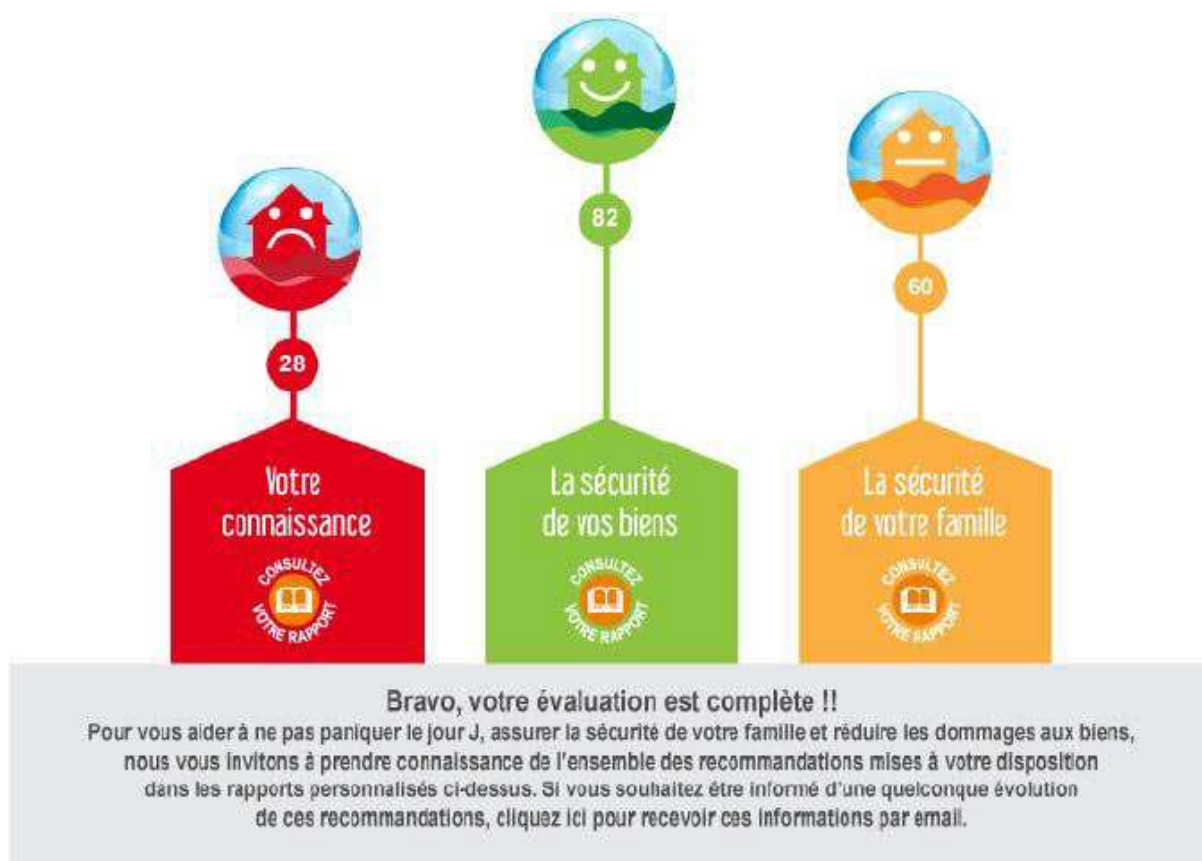 82
60
28
Votre
connaissance
CONSULTEZ
VOTRE RAPPORT
La sécurité
de vos biens
CONSULTEZ
VOTRE RAPPORT
La sécurité
de votre famille
CONSULTEZ
VOTRE RAPPORT
Bravo, votre évaluation est complète !!
Pour vous aider à ne pas paniquer le jour J, assurer la sécurité de votre famille et réduire les dommages aux biens,
nous vous invitons à prendre connaissance de l'ensemble des recommandations mises à votre disposition
dans les rapports personnalisés ci-dessus. Si vous souhaitez être informé d'une quelconque évolution
de ces recommandations, cliquez ici pour recevoir ces informations par email.